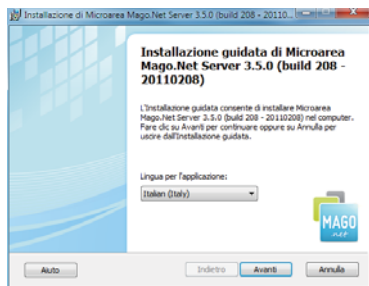 Installazione di Microarea Mago.Net Server 3.5.0 (build 208 - 20110...
Installazione guidata di Microarea
Mago.Net Server 3.5.0 (build 208 -
20110208)
L'Installazione guidata consente di installare Microarea
Mago.Net Server 3.5.0 (build 208 - 20110208) nel computer.
Fare clic su Avanti per continuare oppure su Annulla per
uscire dall'Installazione guidata.
Lingua per l'applicazione:
Italian (Italy)
MAGO
.net
Aiuto
Indietro
Avanti
Annulla